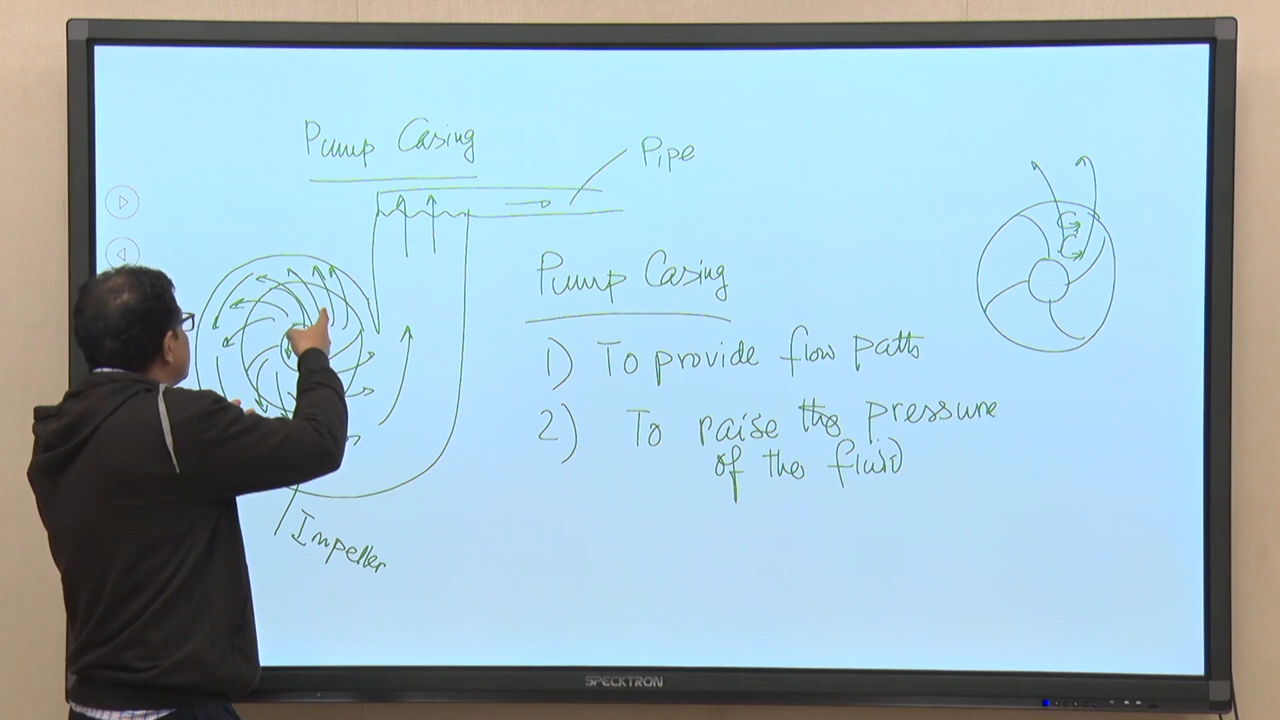 Pump Casing
Pipe
Pump Casing
1) To provide flow path
2) To raise the pressure
of the fluid
Impeller
SPECKTRON